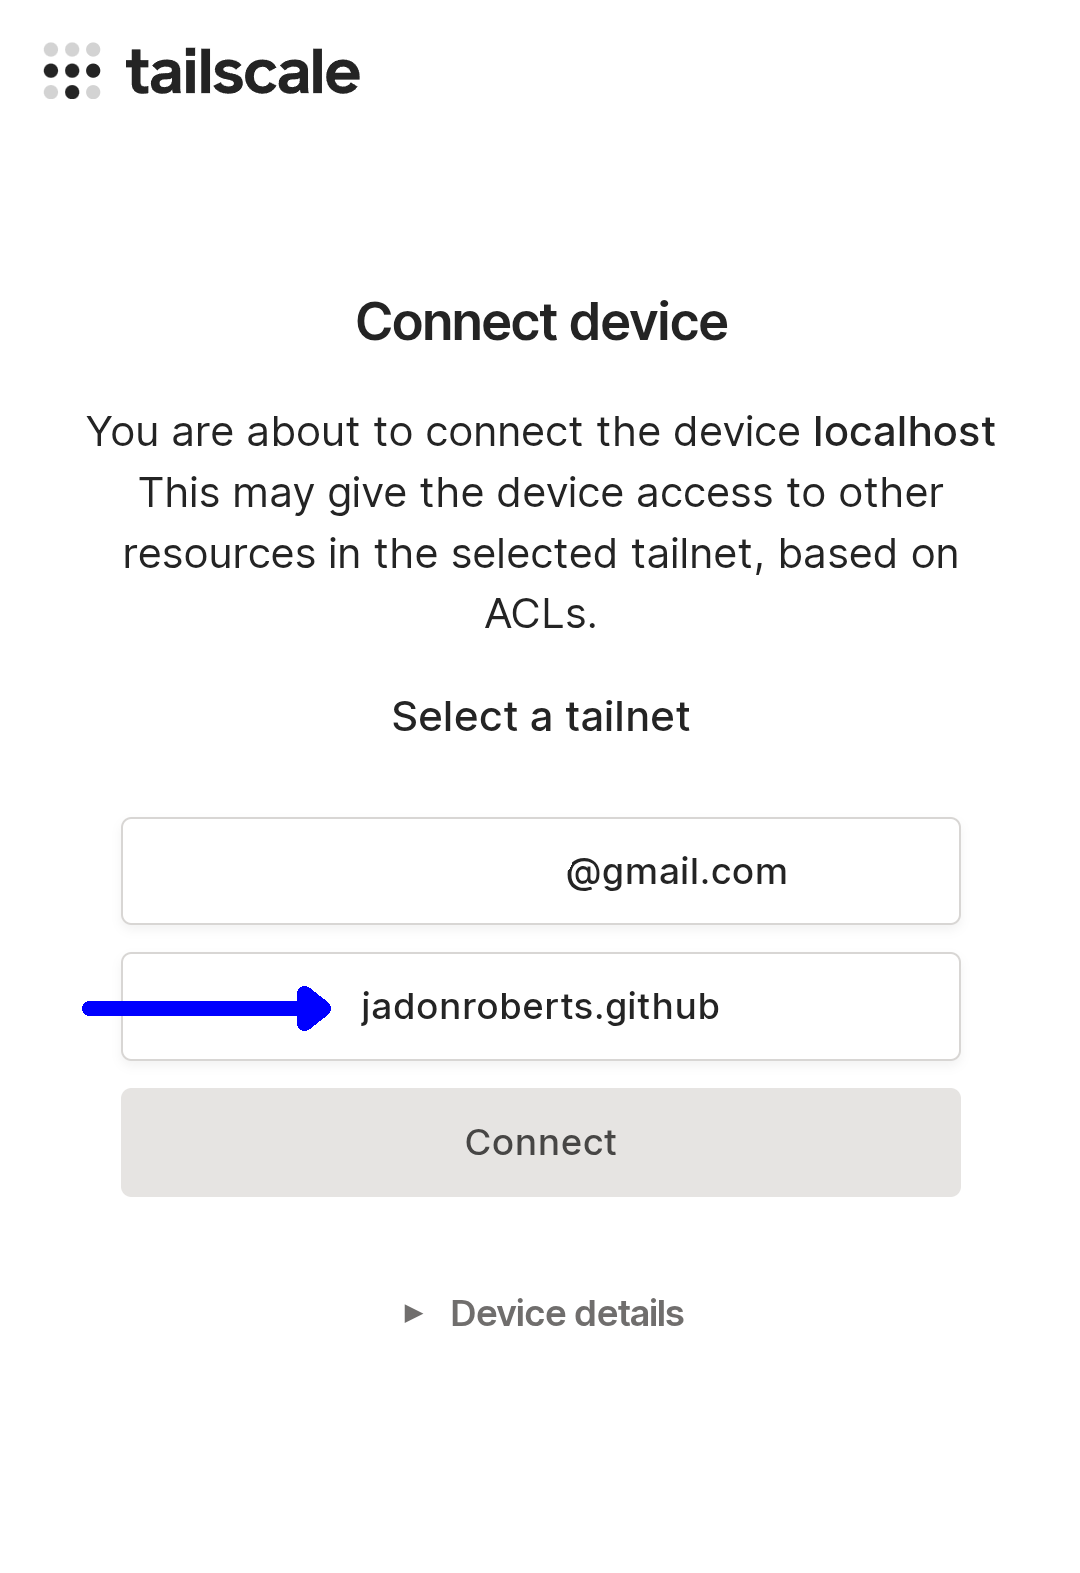 tailscale
Connect device
You are about to connect the device localhost
This may give the device access to other
resources in the selected tailnet, based on
ACLs.
Select a tailnet
@gmail.com
jadonroberts.github
Connect
Device details